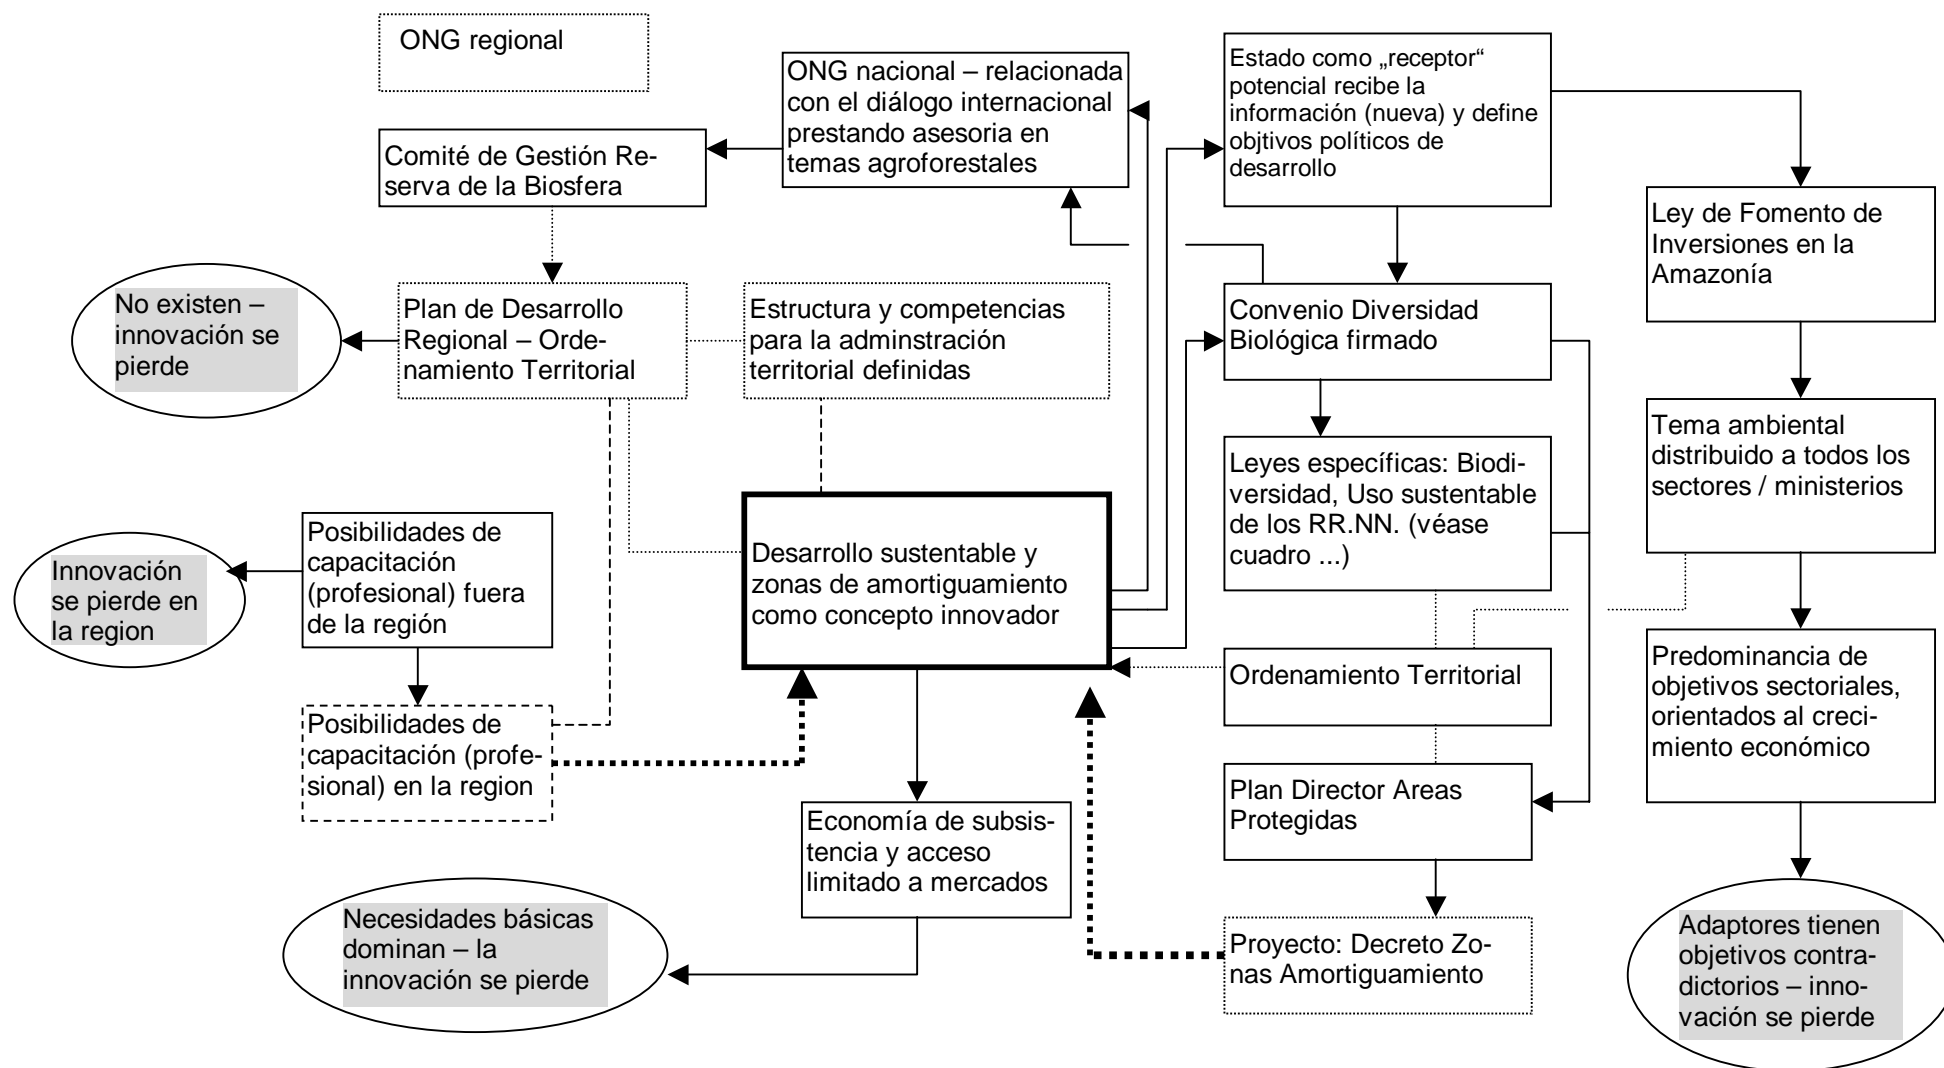 ONG regional
ONG nacional – relacionada
con el diálogo internacional
prestando asesoria en
temas agroforestales
Estado como „receptor“
potencial recibe la
información (nueva) y define
objtivos políticos de
desarrollo
Comité de Gestión Re-
serva de la Biosfera
Ley de Fomento de
Inversiones en la
Amazonía
No existen –
innovación se
pierde
Plan de Desarrollo
Regional – Orde-
namiento Territorial
Estructura y competencias
para la adminstración
territorial definidas
Convenio Diversidad
Biológica firmado
Tema ambiental
distribuido a todos los
sectores / ministerios
Leyes específicas: Biodi-
versidad, Uso sustentable
de los RR.NN. (véase
cuadro ...)
Posibilidades de
capacitación
(profesional) fuera
de la región
Innovación
se pierde en
la region
Desarrollo sustentable y
zonas de amortiguamiento
como concepto innovador
Ordenamiento Territorial
Predominancia de
objetivos sectoriales,
orientados al creci-
miento económico
Posibilidades de
capacitación (profe-
sional) en la region
Plan Director Areas
Protegidas
Economía de subsis-
tencia y acceso
limitado a mercados
Necesidades básicas
dominan – la
innovación se pierde
Proyecto: Decreto Zo-
nas Amortiguamiento
Adaptores tienen
objetivos contra-
dictorios – inno-
vación se pierde